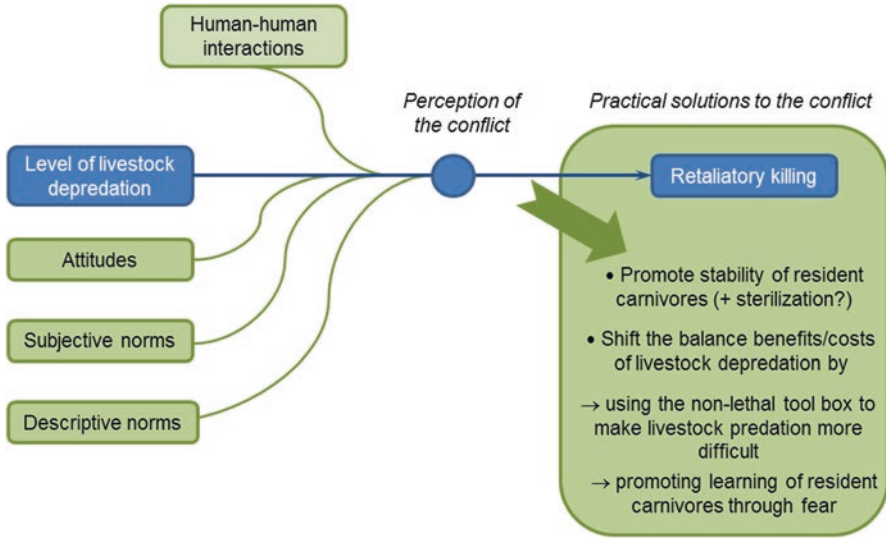 Human-human
interactions
Perception of
the conflict
Practical solutions to the conflict
Level of livestock
depredation
Retaliatory killing
Attitudes
Subjective norms
Descriptive norms
• Promote stability of resident
carnivores (+ sterilization?)
• Shift the balance benefits/costs
of livestock depredation by
→ using the non-lethal tool box to
make livestock predation more
difficult
→ promoting learning of resident
carnivores through fear